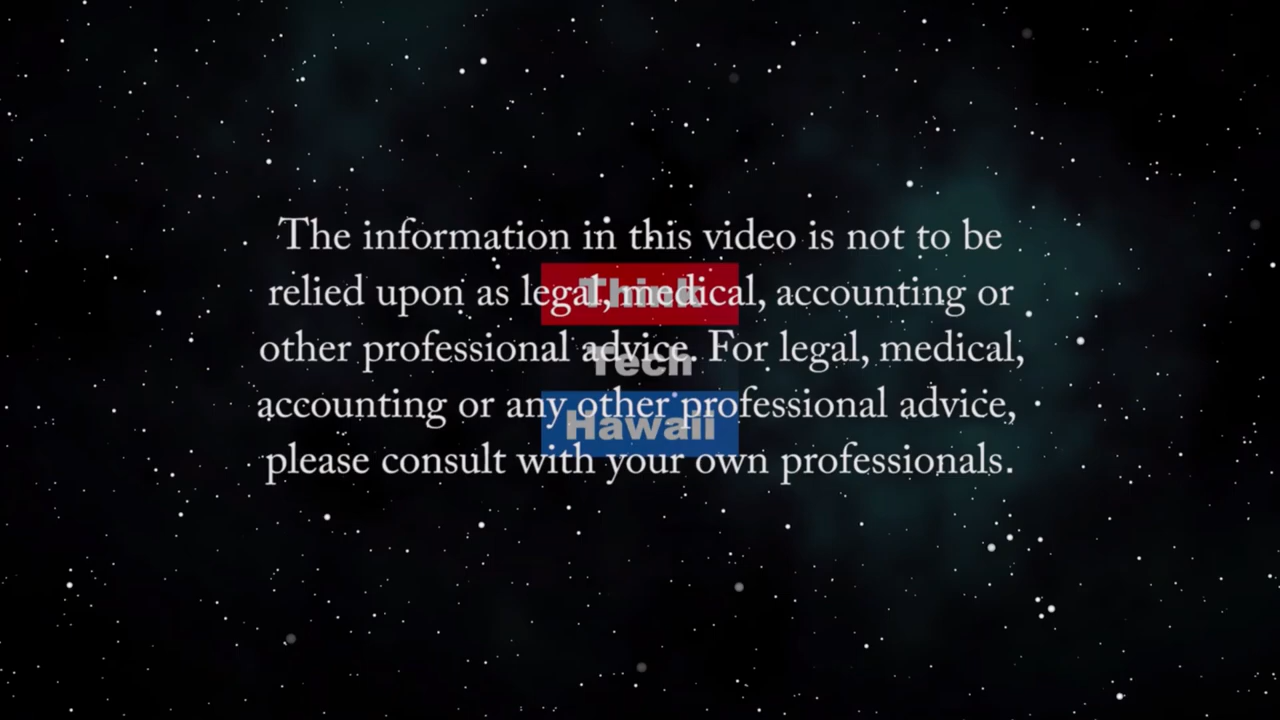 The information in this video is not to be
relied upon as legal, medical, accounting or
other professional advice. For legal, medical,
accounting or any other professional advice,
please consult with your own professionals.
Think
Tech
Hawaii